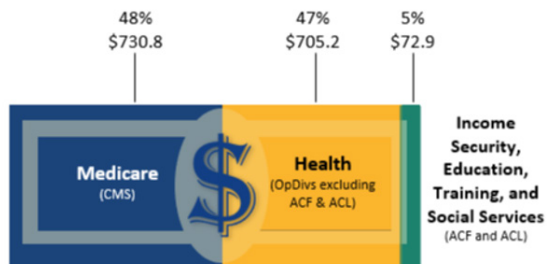 48%
$730.8
47%
$705.2
5%
$72.9
Medicare
(CMS)
$
Health
(OpDivs excluding
ACF & ACL)
Income
Security,
Education,
Training, and
Social Services
(ACF and ACL)